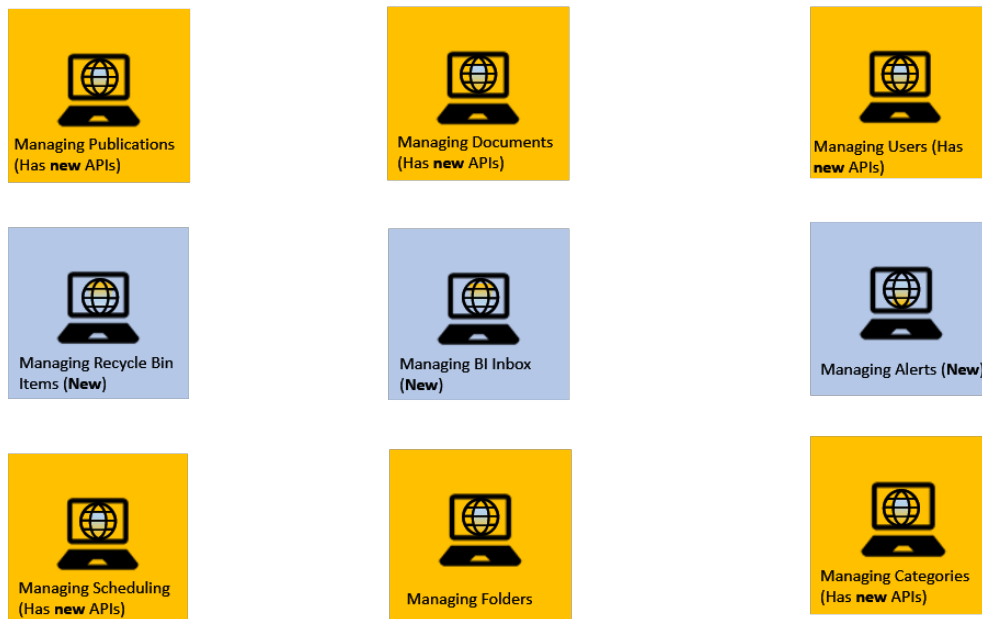 Managing Publications
(Has new APIs)
Managing Documents
(Has new APIs)
Managing Users (Has
new APIs)
Managing Recycle Bin
Items (New)
Managing BI Inbox
(New)
Managing Alerts (New)
Managing Scheduling
(Has new APIs)
Managing Folders
Managing Categories
(Has new APIs)